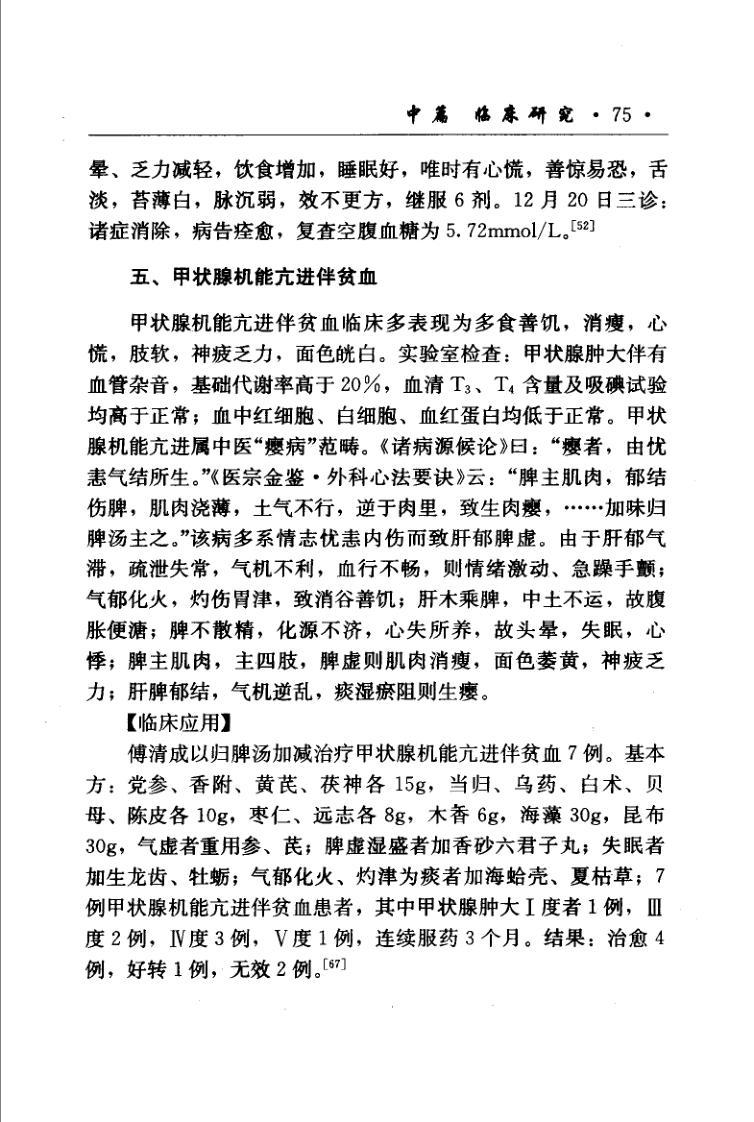 中篇 临床研究 · 75 ·
晕、乏力减轻，饮食增加，睡眠好，唯时有心慌，善惊易恐，舌
淡，苔薄白，脉沉弱，效不更方，继服 6 剂。12 月 20 日三诊：
诸症消除，病告痊愈，复查空腹血糖为 5.72mmol/L。[52]
五、甲状腺机能亢进伴贫血
甲状腺机能亢进伴贫血临床多表现为多食善饥，消瘦，心
慌，肢软，神疲乏力，面色㿠白。实验室检查：甲状腺肿大伴有
血管杂音，基础代谢率高于 20%，血清 T₃、T₄ 含量及吸碘试验
均高于正常；血中红细胞、白细胞、血红蛋白均低于正常。甲状
腺机能亢进属中医“瘿病”范畴。《诸病源候论》曰：“瘿者，由忧
恚气结所生。”《医宗金鉴·外科心法要诀》云：“脾主肌肉，郁结
伤脾，肌肉浇薄，土气不行，逆于肉里，致生肉瘿，……加味归
脾汤主之。”该病多系情志忧恚内伤而致肝郁脾虚。由于肝郁气
滞，疏泄失常，气机不利，血行不畅，则情绪激动、急躁手颤；
气郁化火，灼伤胃津，致消谷善饥；肝木乘脾，中土不运，故腹
胀便溏；脾不散精，化源不济，心失所养，故头晕，失眠，心
悸；脾主肌肉，主四肢，脾虚则肌肉消瘦，面色萎黄，神疲乏
力；肝脾郁结，气机逆乱，痰湿瘀阻则生瘿。
【临床应用】
傅清成以归脾汤加减治疗甲状腺机能亢进伴贫血 7 例。基本
方：党参、香附、黄芪、茯神各 15g，当归、乌药、白术、贝
母、陈皮各 10g，枣仁、远志各 8g，木香 6g，海藻 30g，昆布
30g，气虚者重用参、芪；脾虚湿盛者加香砂六君子丸；失眠者
加生龙齿、牡蛎；气郁化火、灼津为痰者加海蛤壳、夏枯草；7
例甲状腺机能亢进伴贫血患者，其中甲状腺肿大Ⅰ度者 1 例，Ⅲ
度 2 例，Ⅳ度 3 例，Ⅴ度 1 例，连续服药 3 个月。结果：治愈 4
例，好转 1 例，无效 2 例。[67]